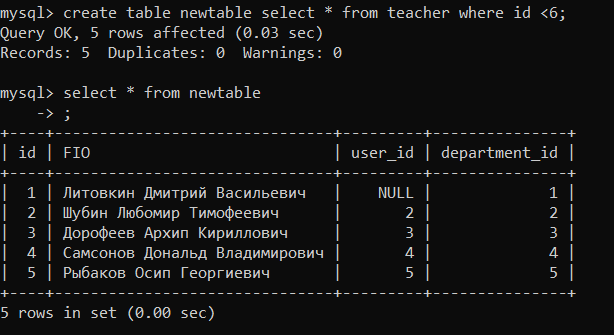 mysql> create table newtable select * from teacher where id <6;
Query OK, 5 rows affected (0.03 sec)
Records: 5  Duplicates: 0  Warnings: 0
mysql> select * from newtable
    -> ;
+----+----------------------------+---------+---------------+
| id | FIO                        | user_id | department_id |
+----+----------------------------+---------+---------------+
|  1 | Литовкин Дмитрий Васильевич   |    NULL |             1 |
|  2 | Шубин Любомир Тимофеевич      |       2 |             2 |
|  3 | Дорофеев Архип Кириллович     |       3 |             3 |
|  4 | Самсонов Дональд Владимирович |       4 |             4 |
|  5 | Рыбаков Осип Георгиевич       |       5 |             5 |
+----+----------------------------+---------+---------------+
5 rows in set (0.00 sec)